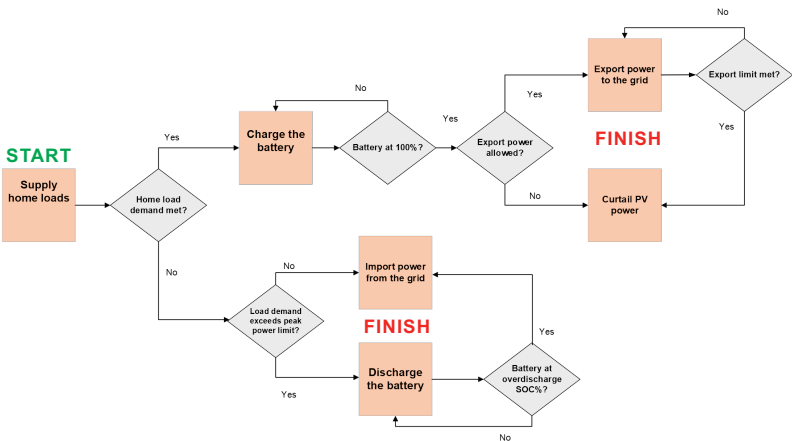 START
Supply
home loads
Home load
demand met?
Yes
No
Charge the
battery
Battery at 100%?
No
Yes
Export power
allowed?
Yes
No
Export power
to the grid
Export limit met?
No
Yes
FINISH
Curtail PV
power
Load demand
exceeds peak
power limit?
No
Yes
Import power
from the grid
FINISH
Discharge
the battery
Battery at
overdischarge
SOC%?
Yes
No